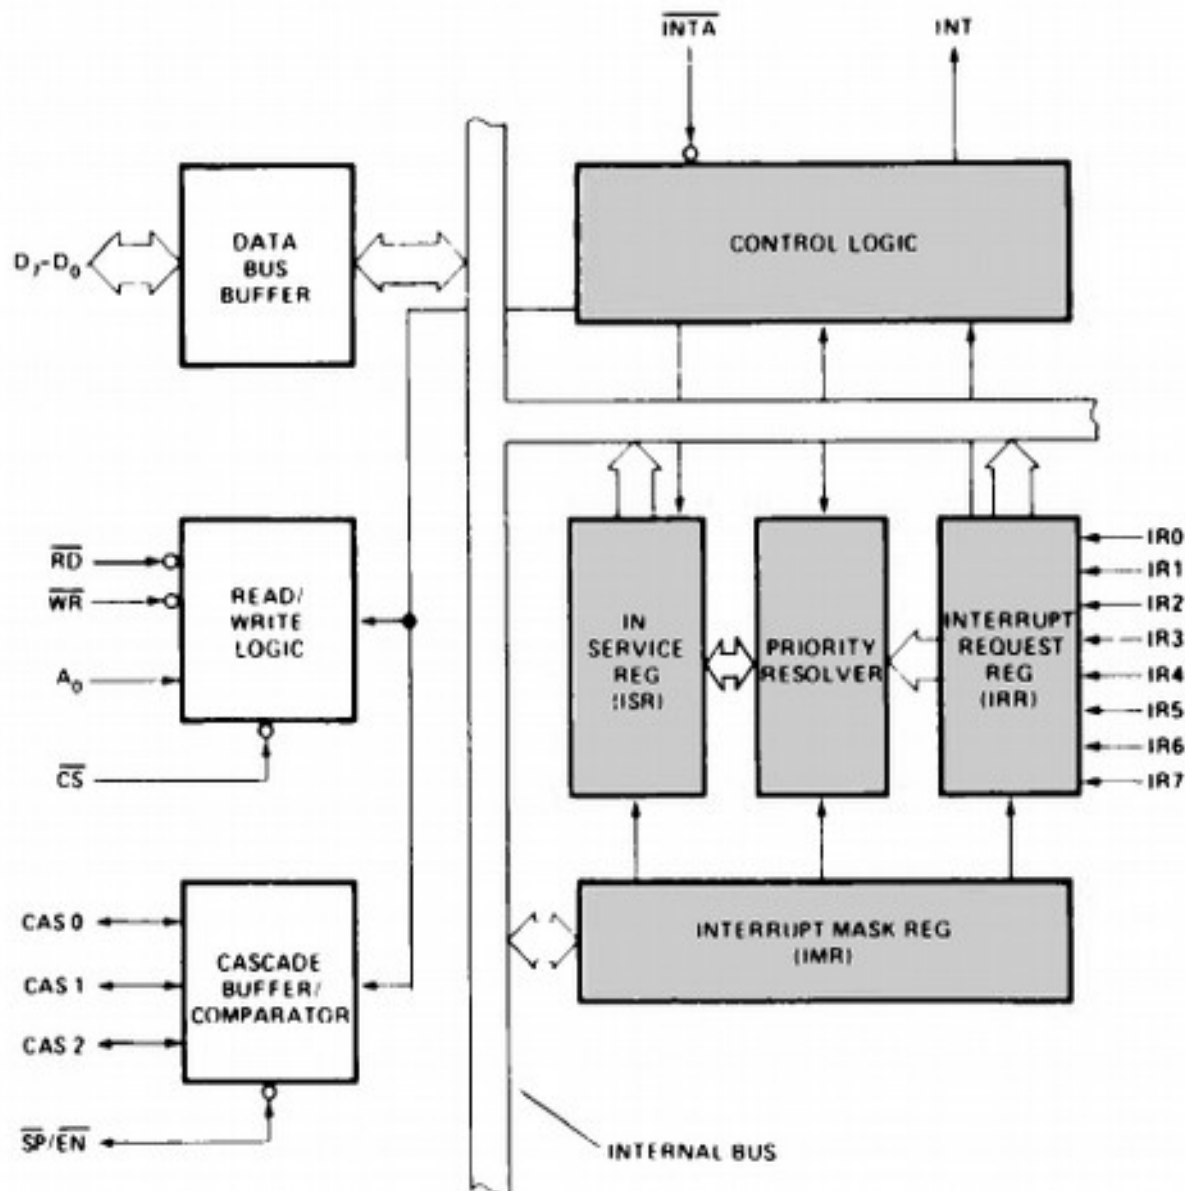 INTA
INT
DATA
BUS
BUFFER
D7-D0
CONTROL LOGIC
RD
WR
A0
CS
READ/
WRITE
LOGIC
IN
SERVICE
REG
(ISR)
PRIORITY
RESOLVER
INTERRUPT
REQUEST
REG
(IRR)
IR0
IR1
IR2
IR3
IR4
IR5
IR6
IR7
CAS 0
CAS 1
CAS 2
SP/EN
CASCADE
BUFFER/
COMPARATOR
INTERRUPT MASK REG
(IMR)
INTERNAL BUS